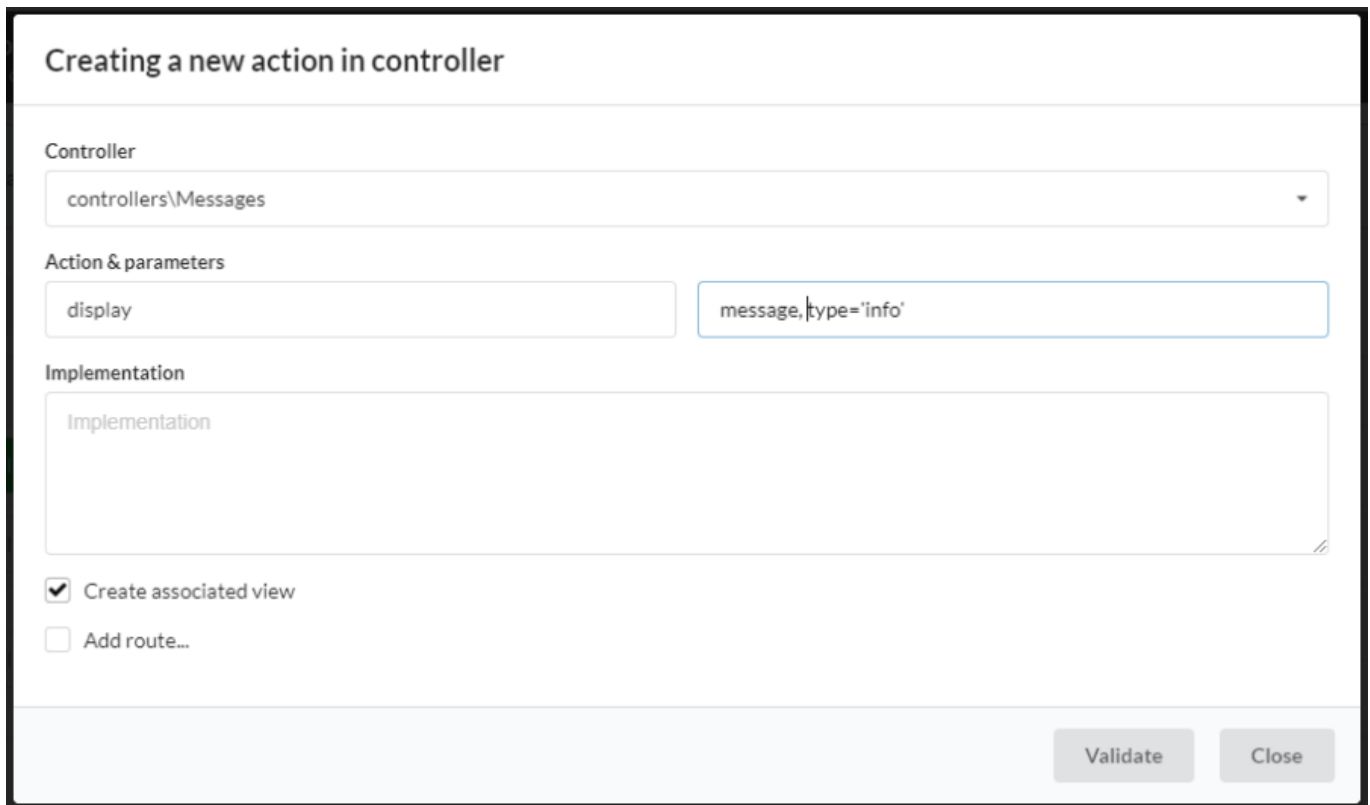 Creating a new action in controller
Controller
controllers\Messages
Action & parameters
display message, type='info'
Implementation
Implementation
Create associated view
Add route...
Validate Close